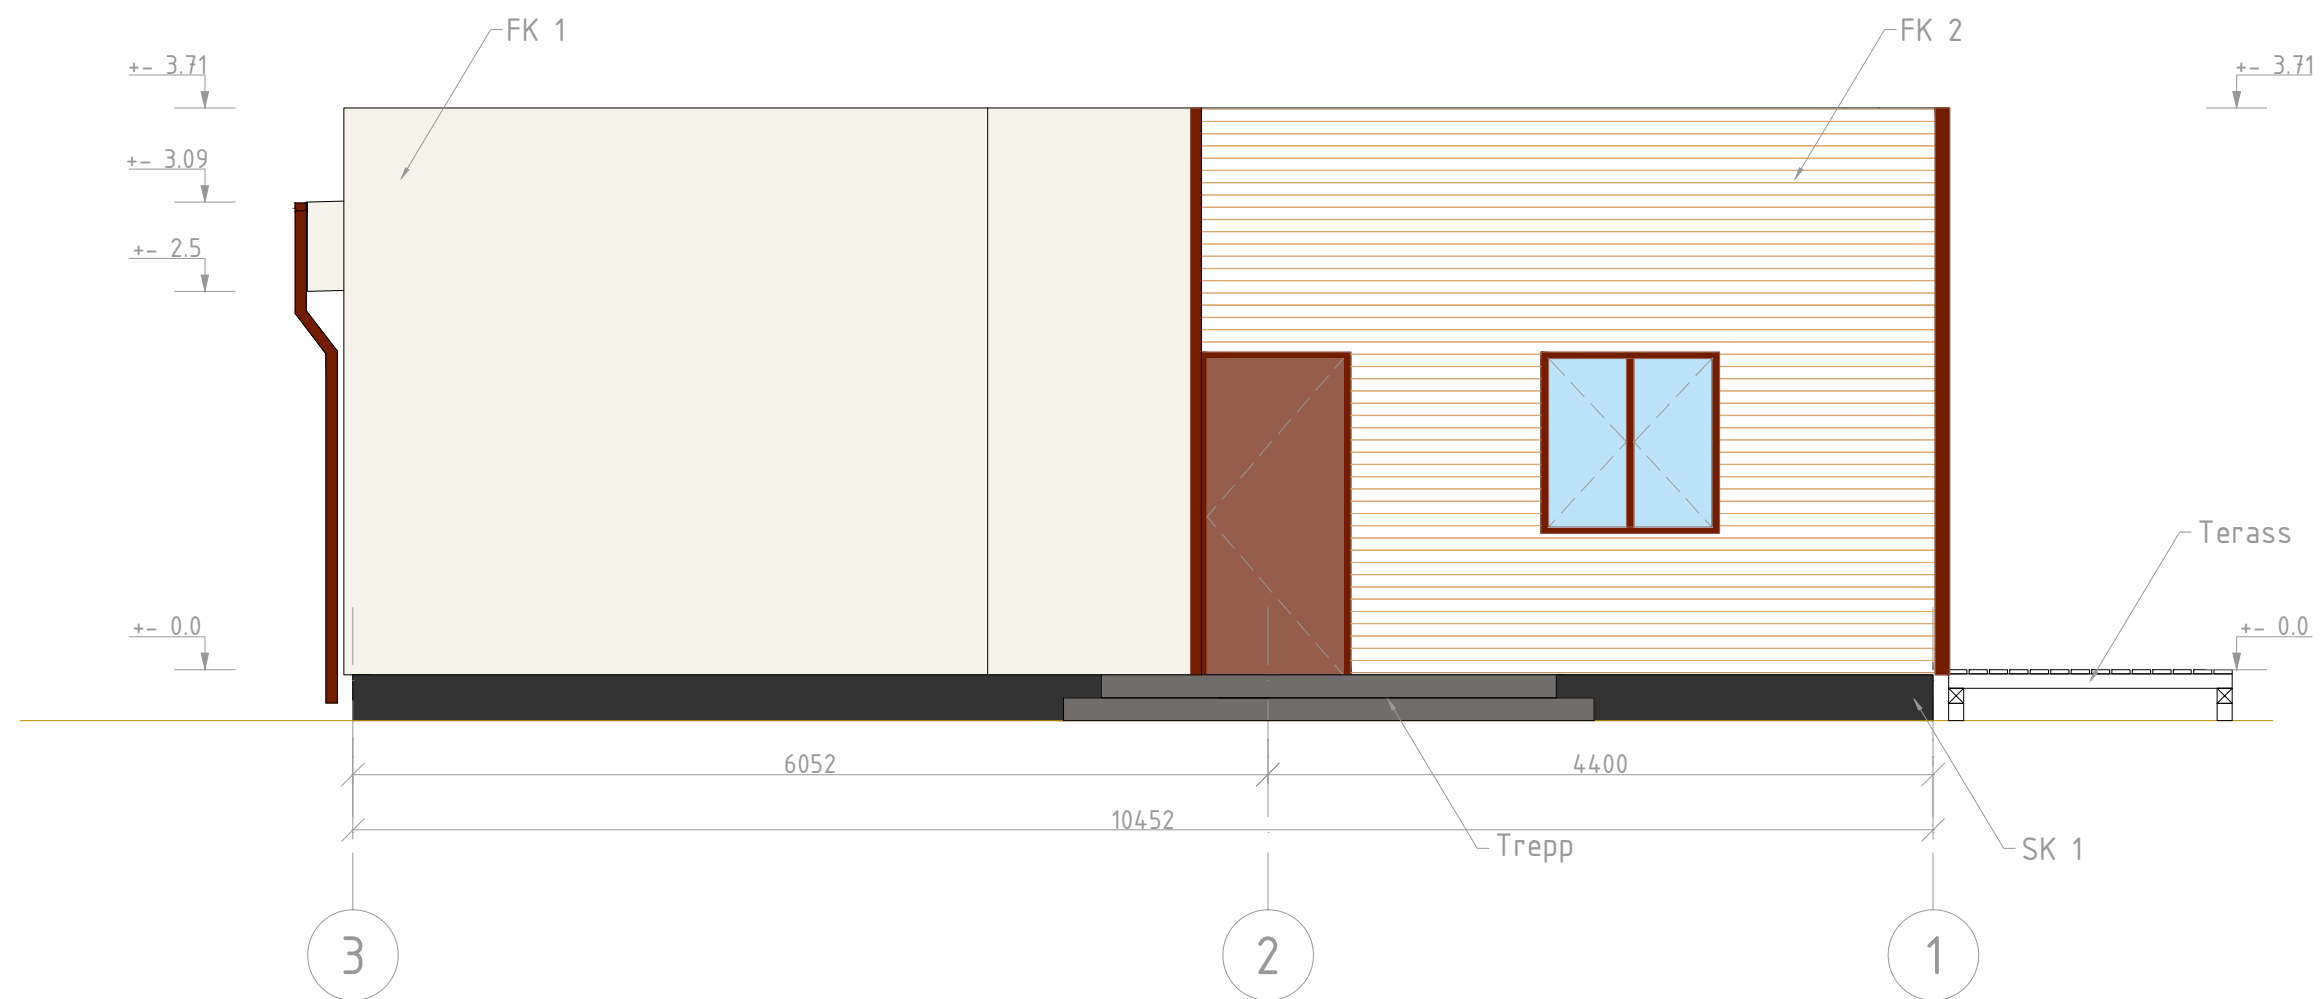 FK 1
FK 2
+- 3.71
+- 3.71
+- 3.09
+- 2.5
Terass
+- 0.0
+- 0.0
6052
4400
10452
Trepp
SK 1
3
2
1